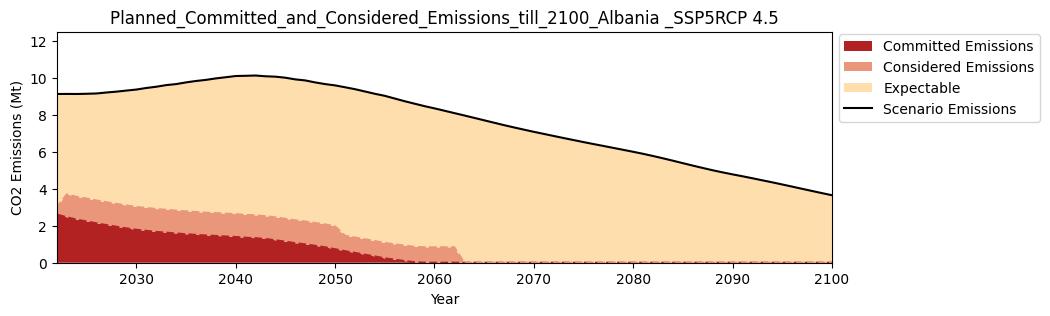 Planned_Committed_and_Considered_Emissions_till_2100_Albania _SSP5RCP 4.5
12
10
8
6
4
2
0
CO2 Emissions (Mt)
2030
2040
2050
2060
2070
2080
2090
2100
Year
Committed Emissions
Considered Emissions
Expectable
Scenario Emissions